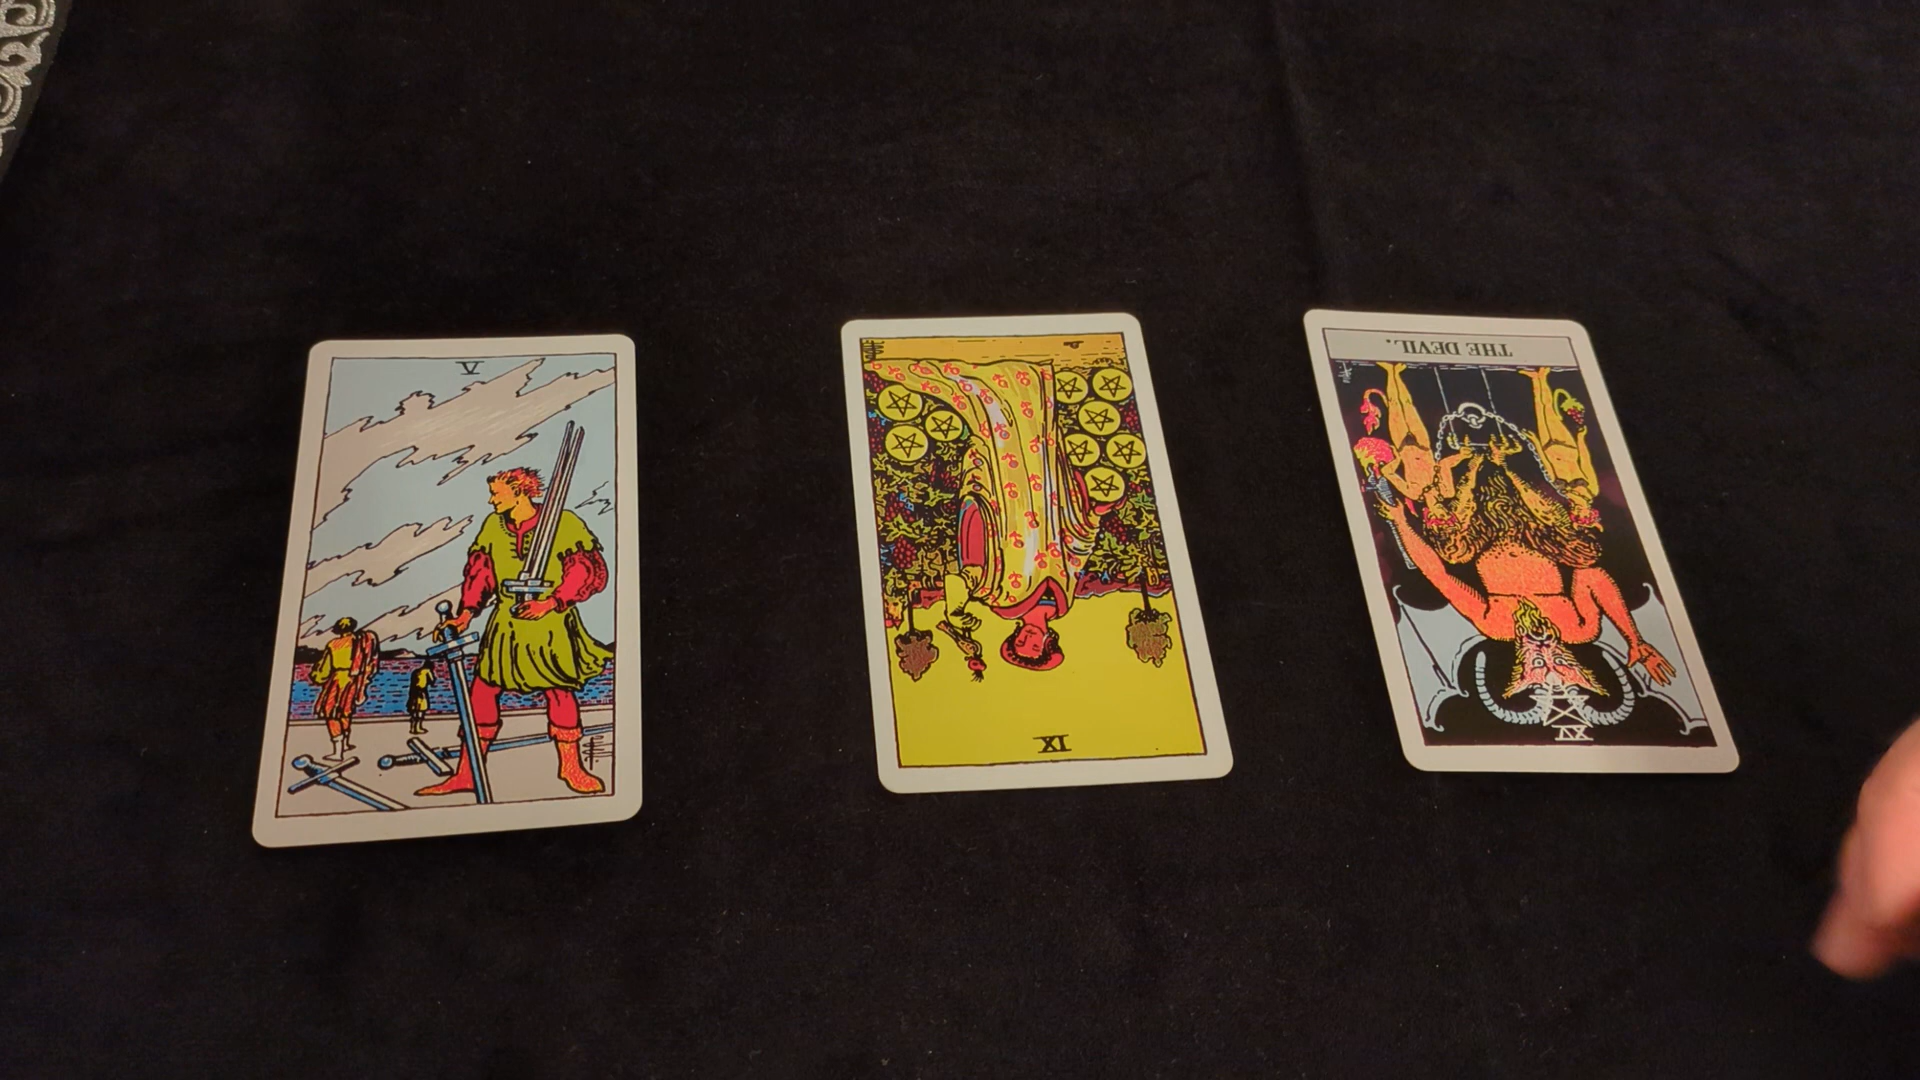 V
IX
THE DEVIL.
XV